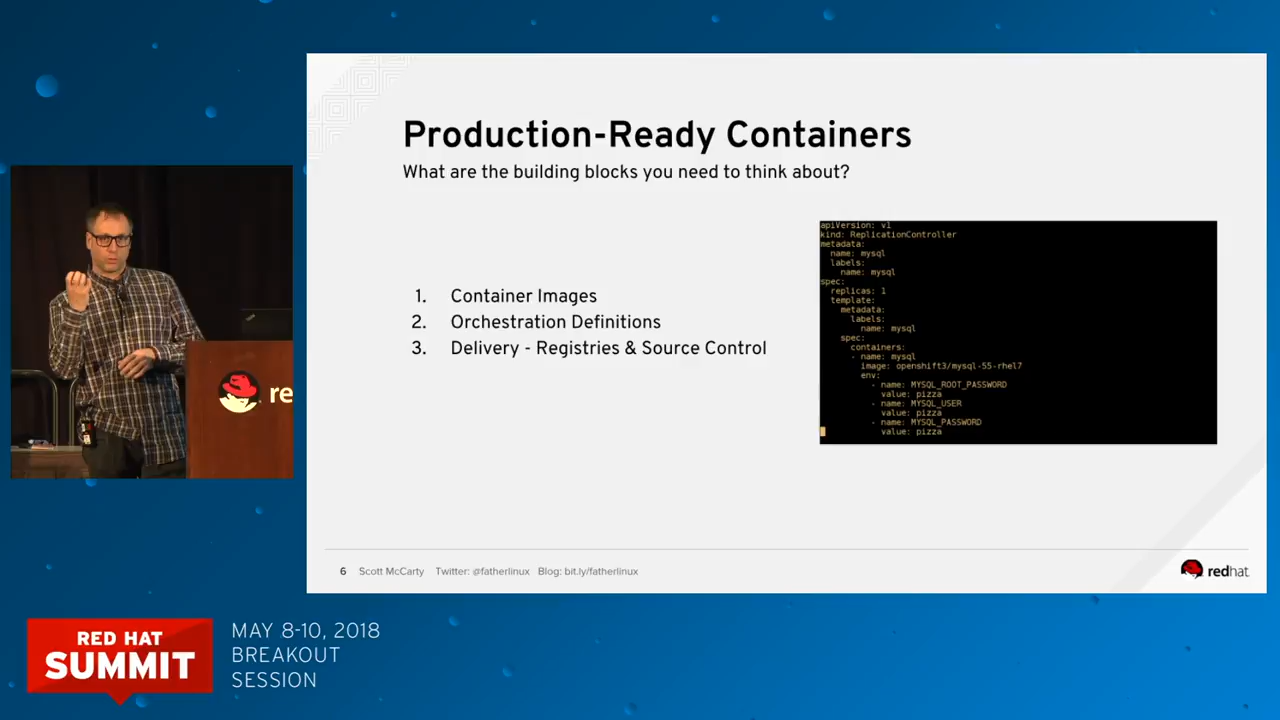 Production-Ready Containers
What are the building blocks you need to think about?
1. Container Images
2. Orchestration Definitions
3. Delivery - Registries & Source Control
apiVersion: v1
kind: ReplicationController
metadata:
name: mysql
labels:
name: mysql
spec:
replicas: 1
template:
metadata:
labels:
name: mysql
spec:
containers:
- name: mysql
image: openshift3/mysql-55-rhel7
env:
- name: MYSQL_ROOT_PASSWORD
value: pizza
- name: MYSQL_USER
value: pizza
- name: MYSQL_PASSWORD
value: pizza
re
6 Scott McCarty Twitter: @fatherlinux Blog: bit.ly/fatherlinux
redhat
RED HAT
SUMMIT
MAY 8-10, 2018
BREAKOUT
SESSION